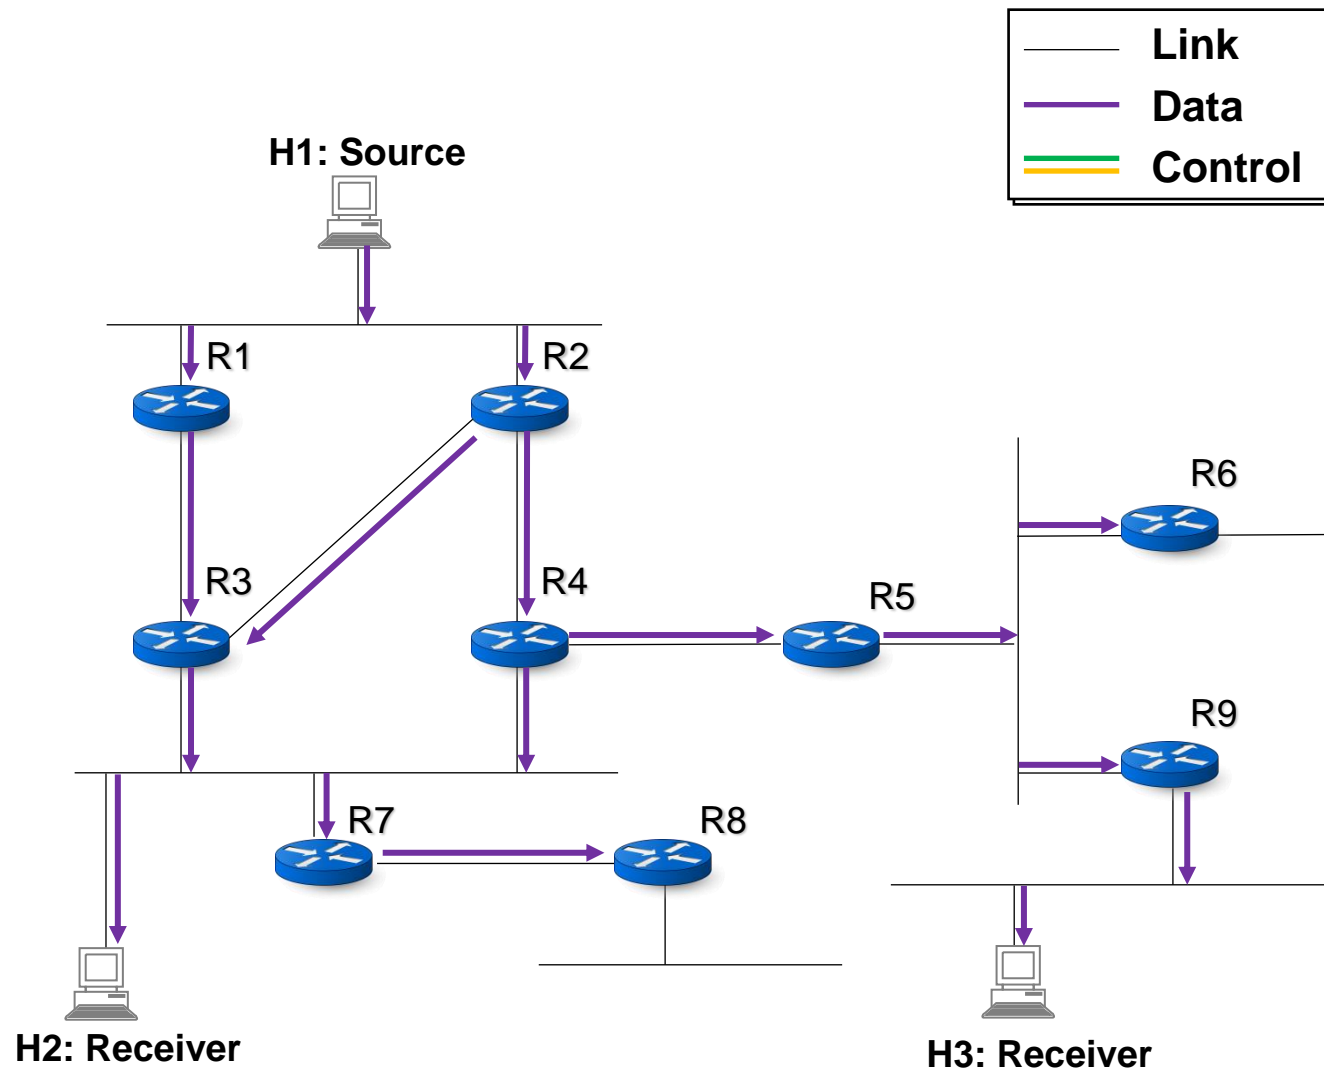 Link
Data
Control
H1: Source
R1
R2
R3
R4
R5
R6
R9
R7
R8
H2: Receiver
H3: Receiver